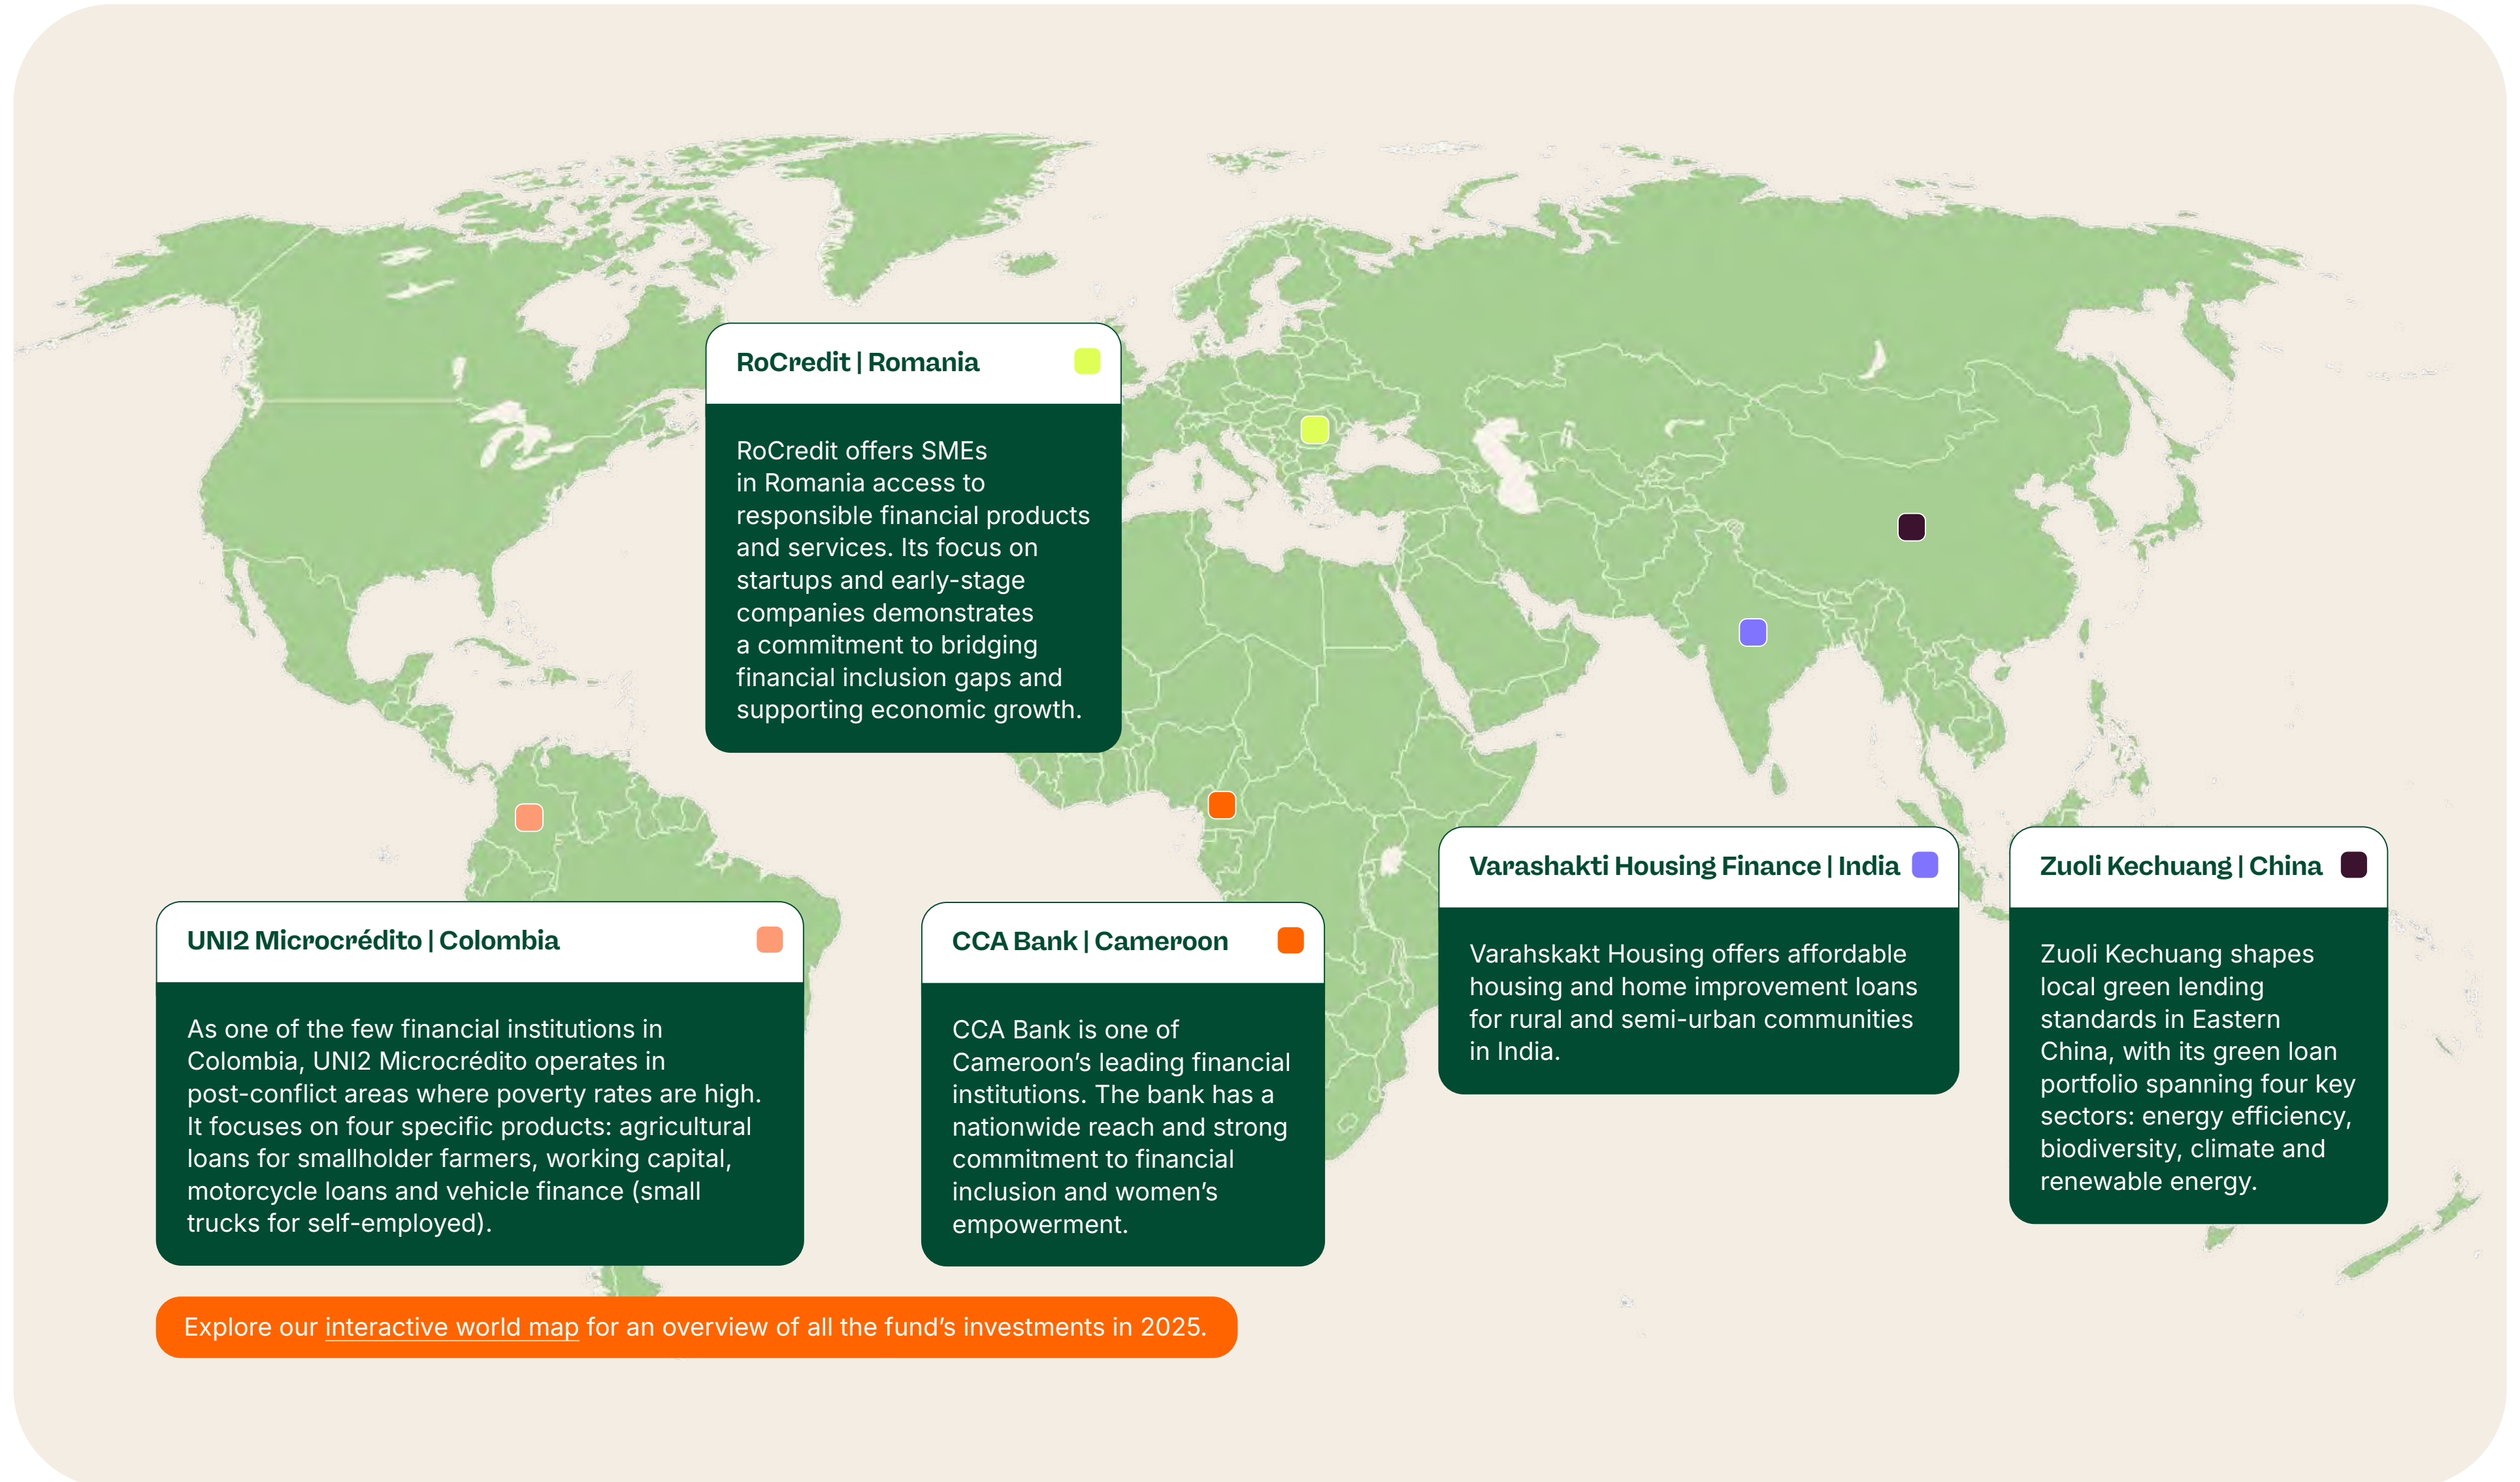 RoCredit | Romania
RoCredit offers SMEs
in Romania access to
responsible financial products
and services. Its focus on
startups and early-stage
companies demonstrates
a commitment to bridging
financial inclusion gaps and
supporting economic growth.
UNI2 Microcrédito | Colombia
As one of the few financial institutions in
Colombia, UNI2 Microcrédito operates in
post-conflict areas where poverty rates are high.
It focuses on four specific products: agricultural
loans for smallholder farmers, working capital,
motorcycle loans and vehicle finance (small
trucks for self-employed).
CCA Bank | Cameroon
CCA Bank is one of
Cameroon’s leading financial
institutions. The bank has a
nationwide reach and strong
commitment to financial
inclusion and women’s
empowerment.
Varashakti Housing Finance | India
Varahskakt Housing offers affordable
housing and home improvement loans
for rural and semi-urban communities
in India.
Zuoli Kechuang | China
Zuoli Kechuang shapes
local green lending
standards in Eastern
China, with its green loan
portfolio spanning four key
sectors: energy efficiency,
biodiversity, climate and
renewable energy.
Explore our interactive world map for an overview of all the fund’s investments in 2025.